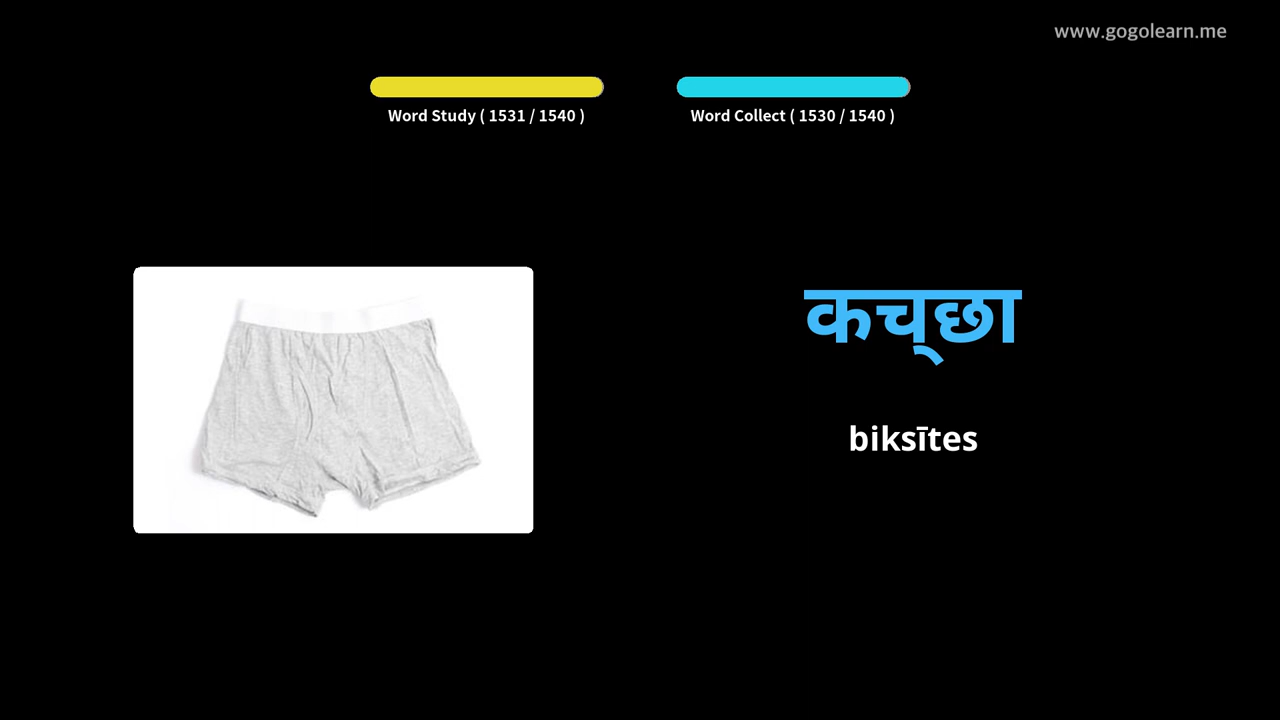 www.gogolearn.me
Word Study ( 1531 / 1540 )
Word Collect ( 1530 / 1540 )
कच्छा
biksītes